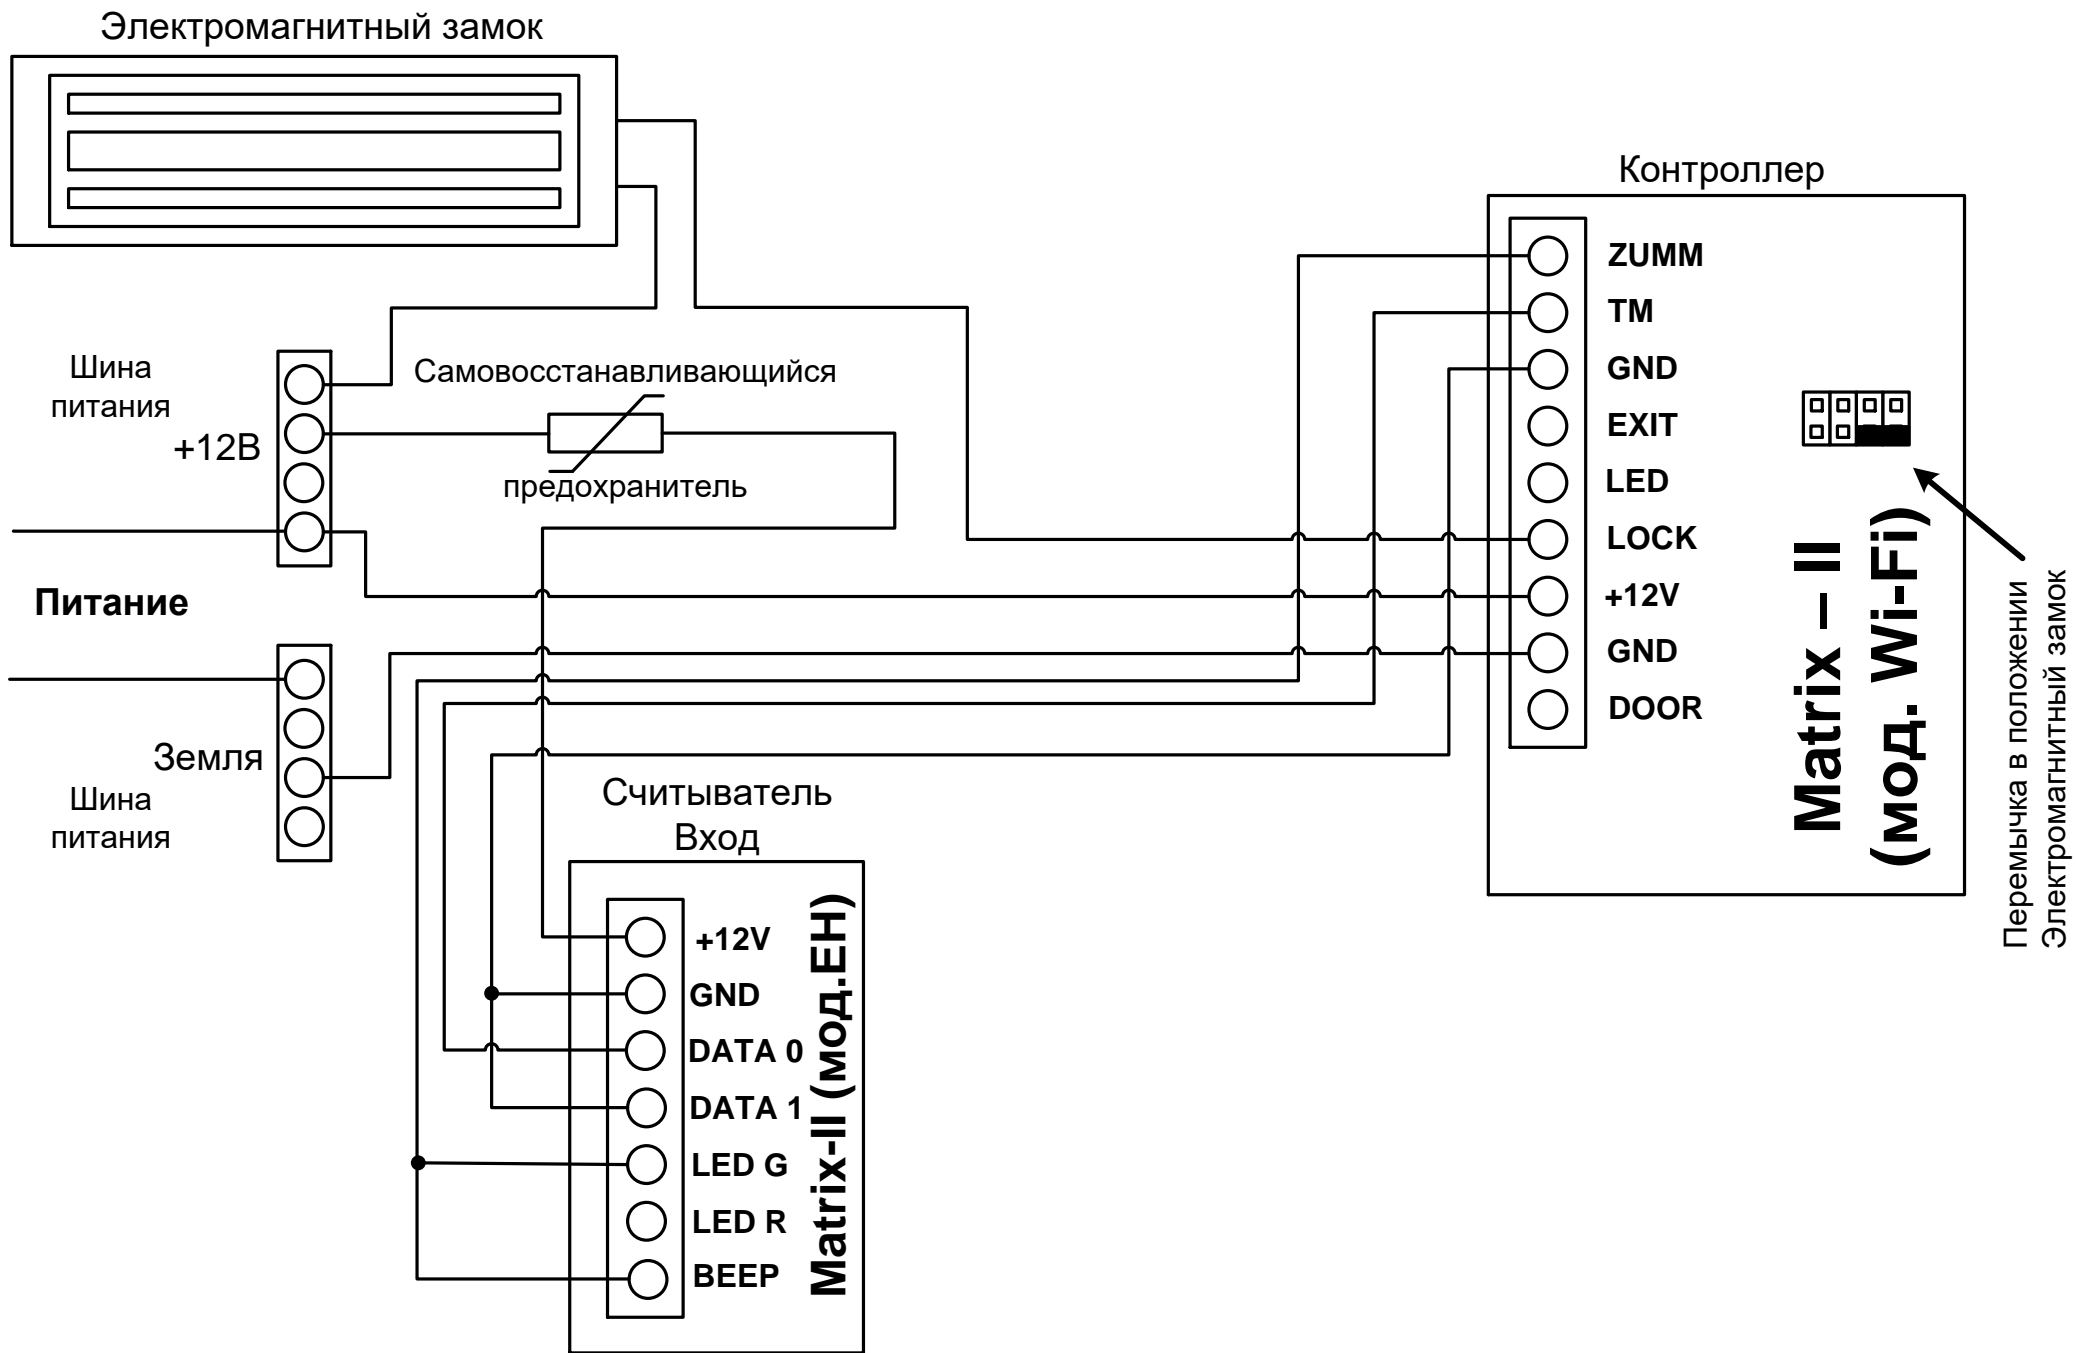 Электромагнитный замок
Контроллер
ZUMM
TM
GND
EXIT
LED
LOCK
+12V
GND
DOOR
Matrix – II
(мод. Wi-Fi)
Перемычка в положении
Электромагнитный замок
Шина
питания
+12В
Самовосстанавливающийся
предохранитель
Питание
Земля
Шина
питания
Считыватель
Вход
+12V
GND
DATA 0
DATA 1
LED G
LED R
BEEP
Matrix-II (мод.EH)